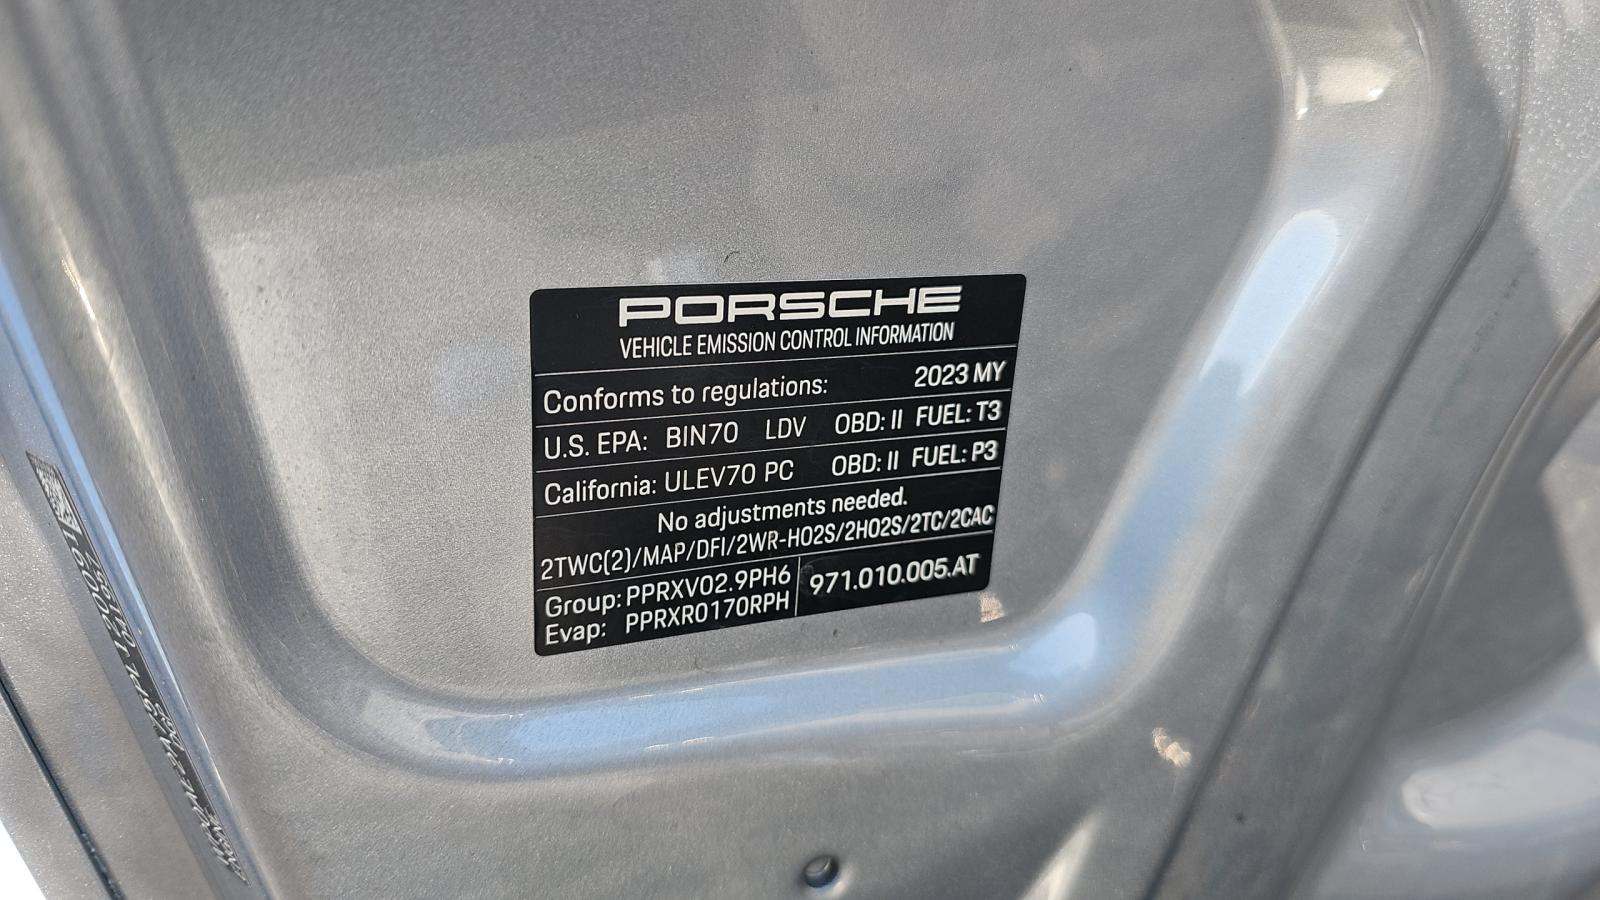 PORSCHE
VEHICLE EMISSION CONTROL INFORMATION
Conforms to regulations: 2023 MY
U.S. EPA: BIN70 LDV OBD: II FUEL: T3
California: ULEV70 PC OBD: II FUEL: P3
No adjustments needed.
2TWC(2)/MAP/DFI/2WR-HO2S/2HO2S/2TC/2CAC
Group: PPRXV02.9PH6 971.010.005.AT
Evap: PPRXR0170RPH